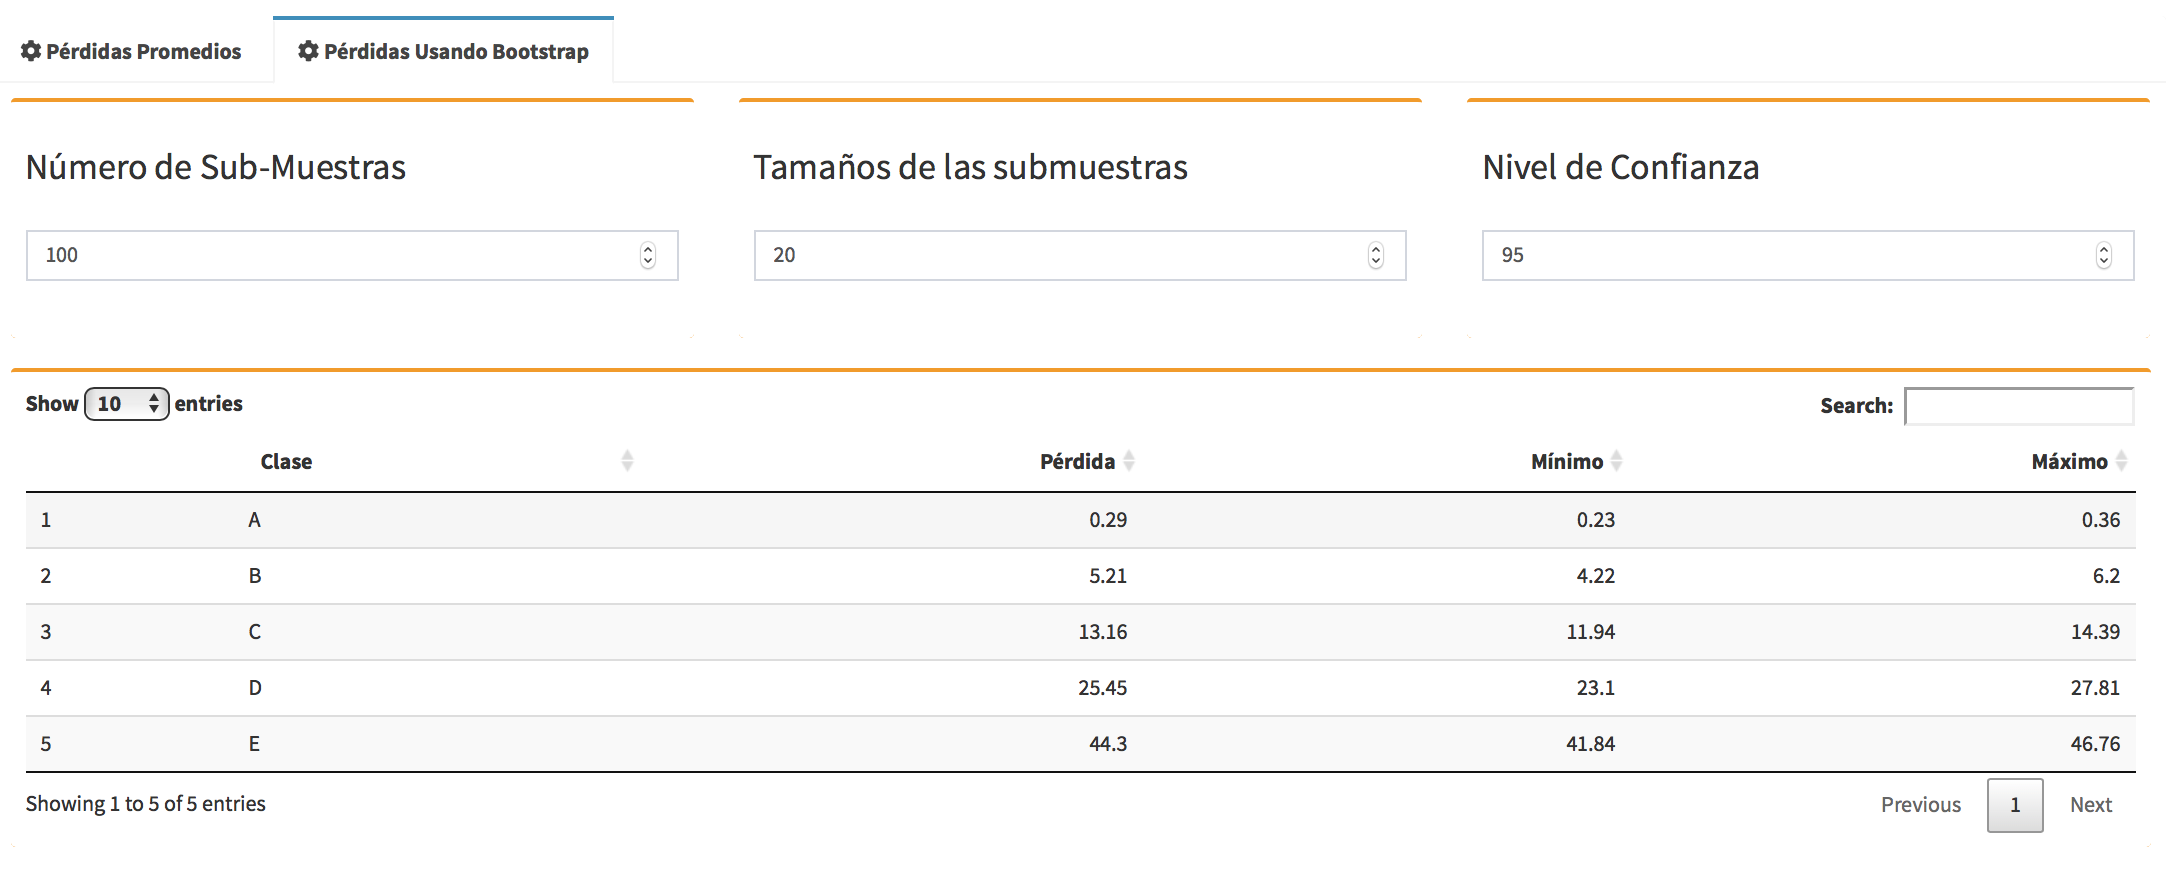 Pérdidas Promedios Pérdidas Usando Bootstrap
Número de Sub-Muestras Tamaños de las submuestras Nivel de Confianza
100 20 95
Show 10 entries Search:
Clase Pérdida Mínimo Máximo
1 A 0.29 0.23 0.36
2 B 5.21 4.22 6.2
3 C 13.16 11.94 14.39
4 D 25.45 23.1 27.81
5 E 44.3 41.84 46.76
Showing 1 to 5 of 5 entries Previous 1 Next